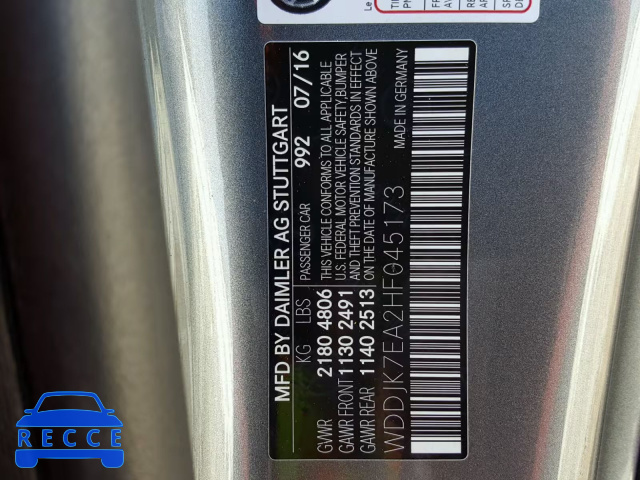 MFD BY DAIMLER AG STUTTGART
KG LBS PASSENGER CAR 992 07/16
GVWR 2180 4806
GAWR FRONT 1130 2491
GAWR REAR 1140 2513
THIS VEHICLE CONFORMS TO ALL APPLICABLE
U.S. FEDERAL MOTOR VEHICLE SAFETY,BUMPER
AND THEFT PREVENTION STANDARDS IN EFFECT
ON THE DATE OF MANUFACTURE SHOWN ABOVE
WDDJK7EA2HF045173 MADE IN GERMANY
RECCE